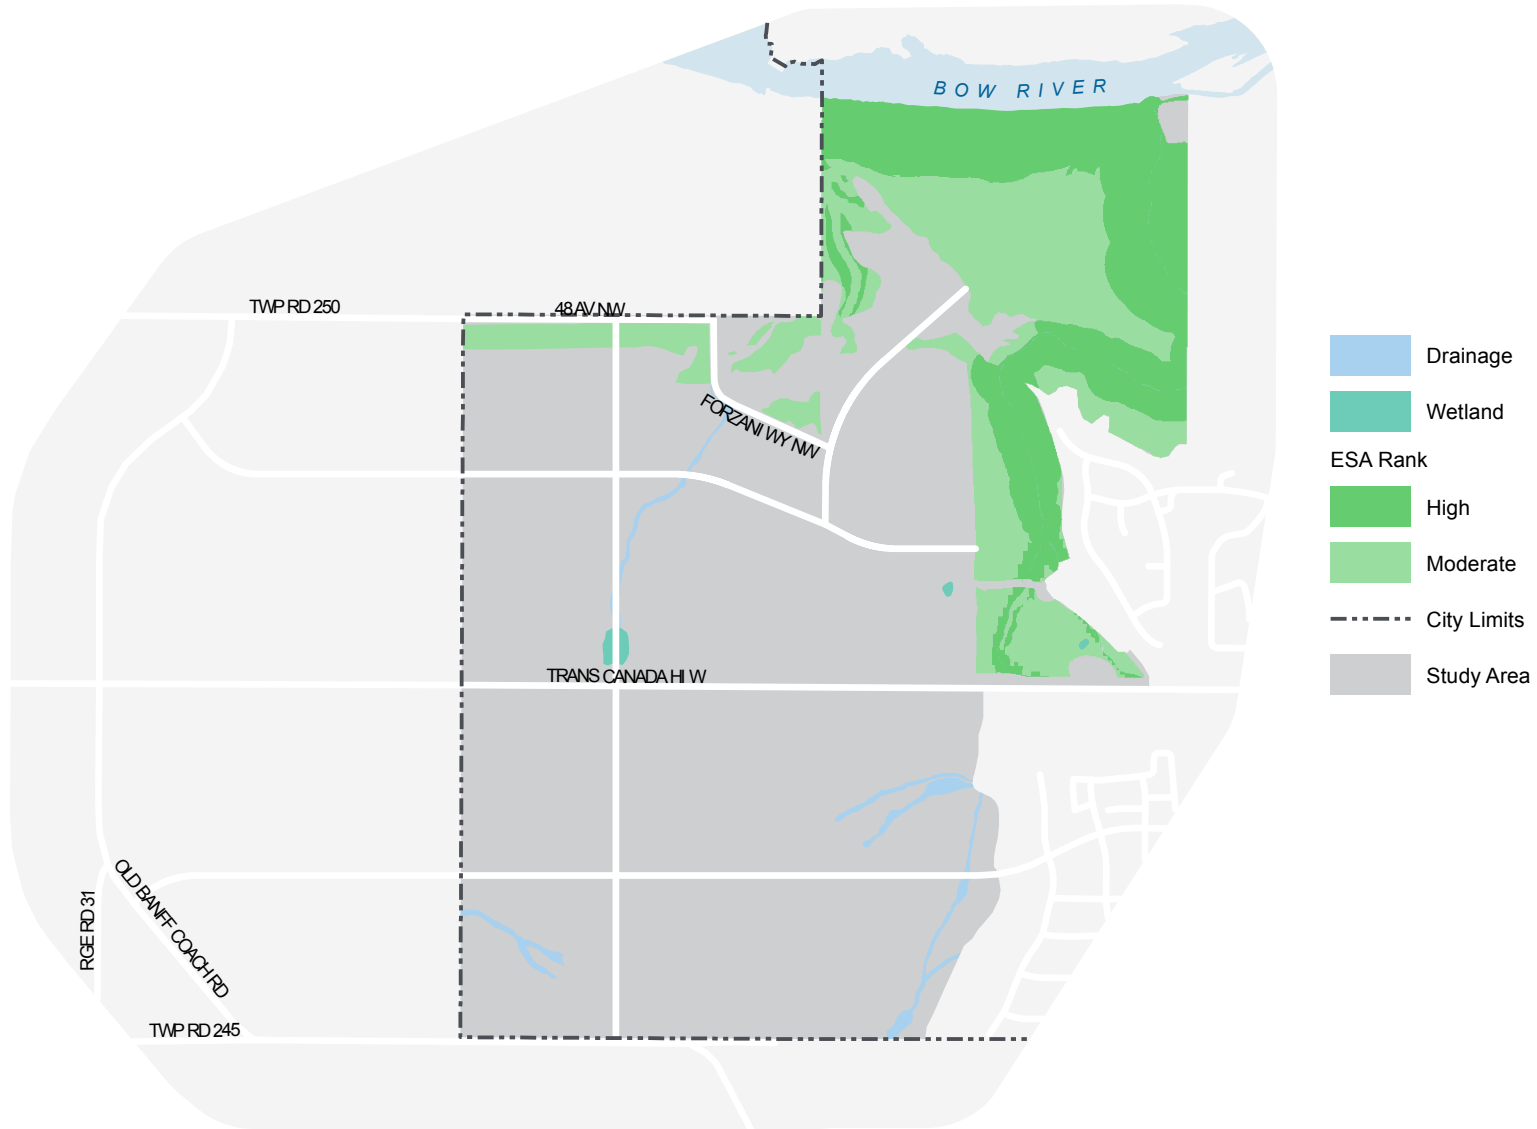 BOW RIVER
TWP RD 250
48 AV NW
FORZANI WY NW
TRANS CANADA HI W
OLD BANFF COACH RD
RGE RD 31
TWP RD 245
Drainage
Wetland
ESA Rank
High
Moderate
City Limits
Study Area